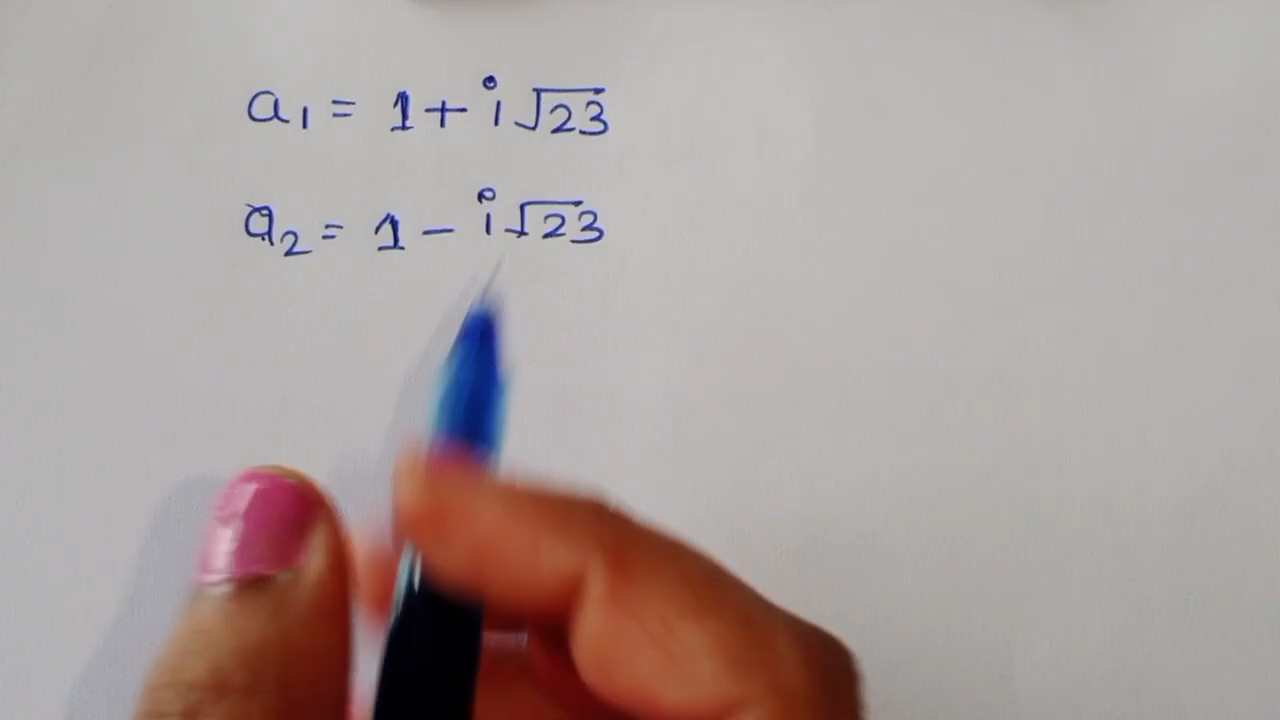 a₁ = 1 + i√23
a₂ = 1 - i√23